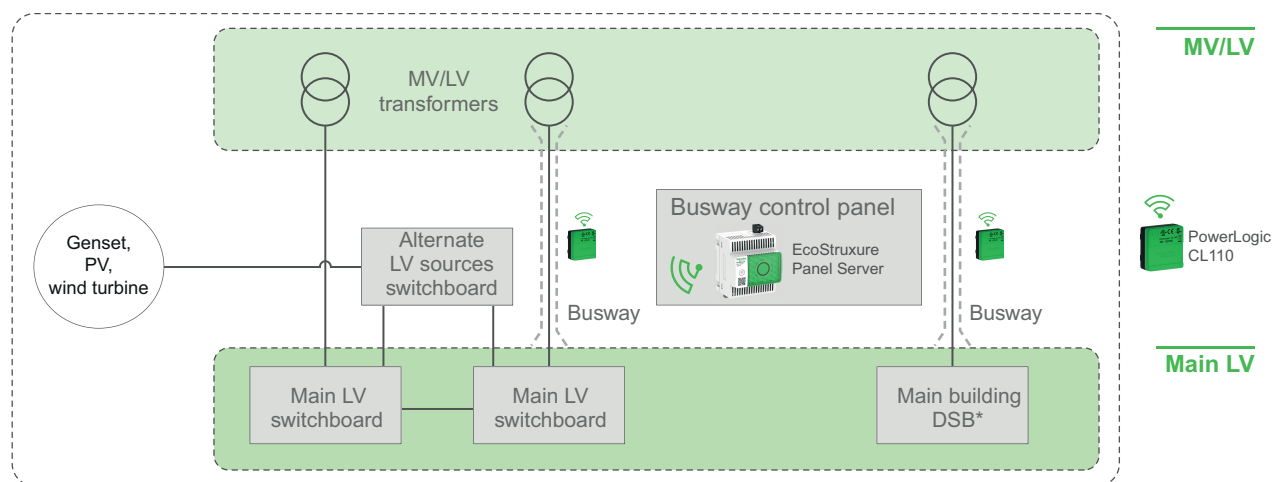 MV/LV
MV/LV
transformers
Busway control panel
EcoStruxure
Panel Server
Genset,
PV,
wind turbine
Alternate
LV sources
switchboard
PowerLogic
CL110
Busway
Busway
Main LV
Main LV
switchboard
Main LV
switchboard
Main building
DSB*